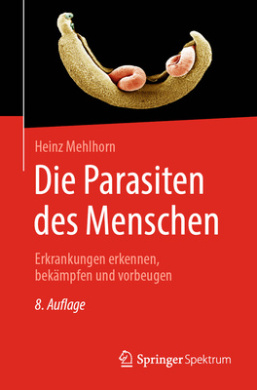 Heinz Mehlhorn
Die Parasiten
des Menschen
Erkrankungen erkennen,
bekämpfen und vorbeugen
8. Auflage
Springer Spektrum